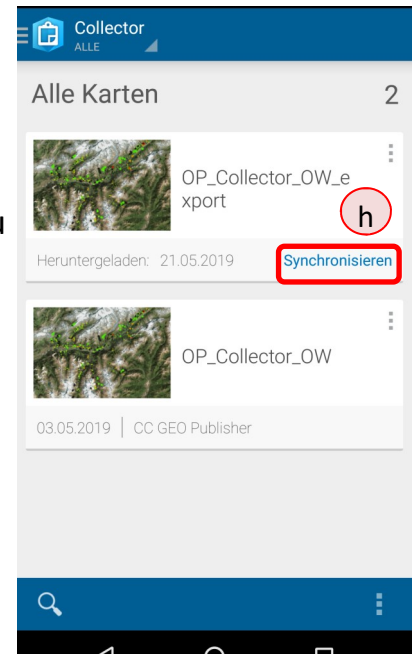 Collector
ALLE
Alle Karten 2
OP_Collector_OW_e
xport
h
Heruntergeladen: 21.05.2019 Synchronisieren
OP_Collector_OW
03.05.2019 | CC GEO Publisher